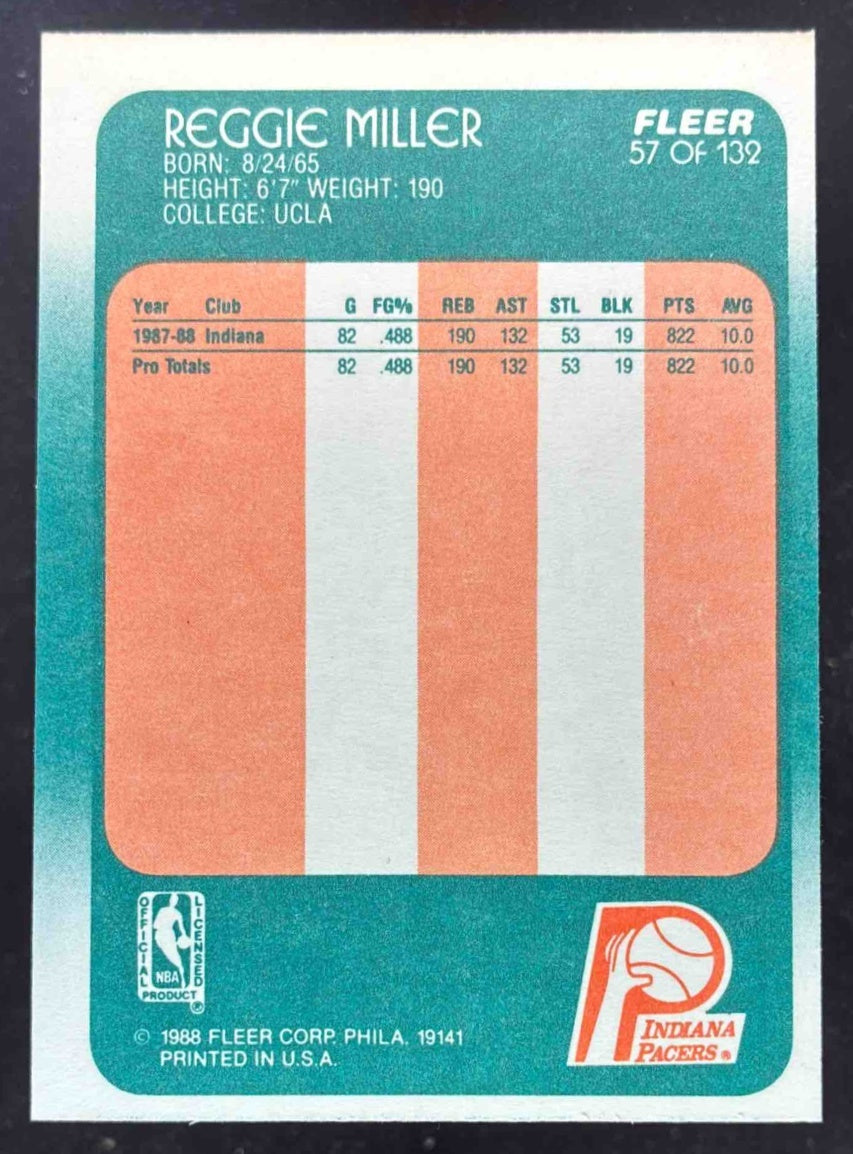 REGGIE MILLER
FLEER
57 OF 132
BORN: 8/24/65
HEIGHT: 6'7" WEIGHT: 190
COLLEGE: UCLA
Year Club G FG% REB AST STL BLK PTS AVG
1987-88 Indiana 82 .488 190 132 53 19 822 10.0
Pro Totals 82 .488 190 132 53 19 822 10.0
OFFICIAL
LICENSED
NBA
PRODUCT
®
INDIANA
PACERS ®
© 1988 FLEER CORP. PHILA. 19141
PRINTED IN U.S.A.